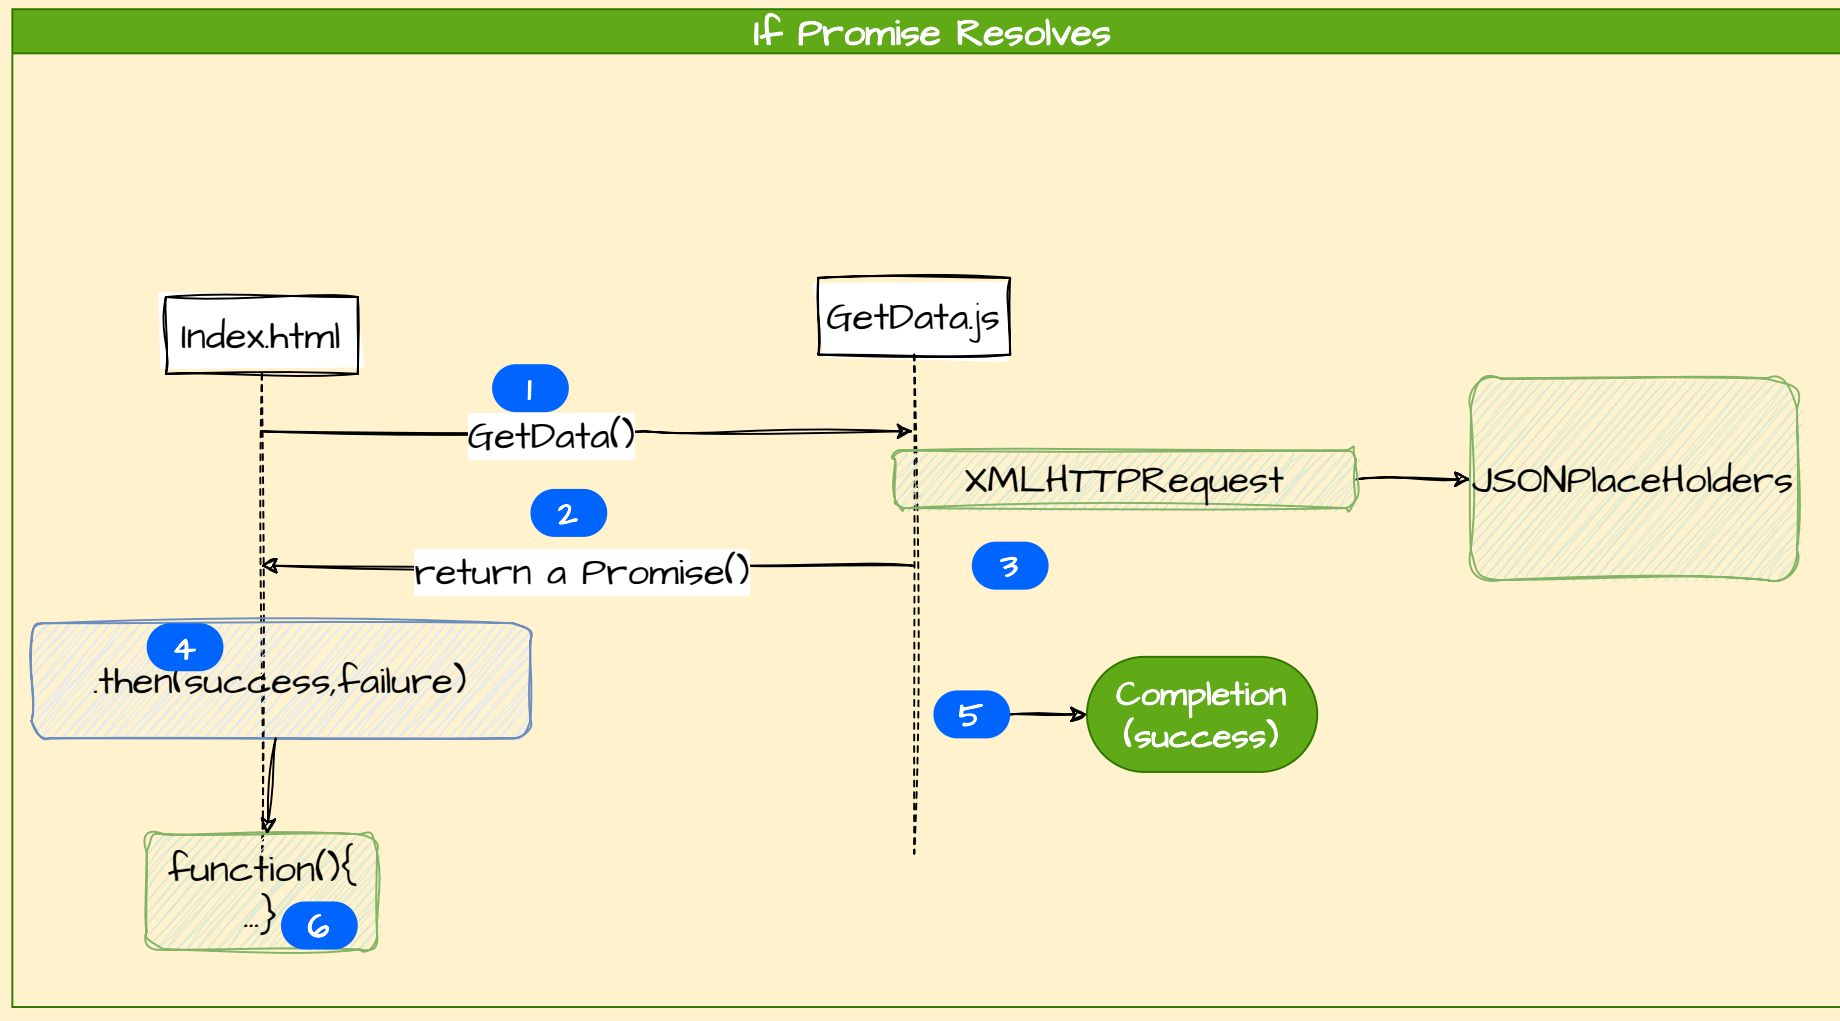 If Promise Resolves
GetData.js
Index.html
1
GetData()
XMLHTTPRequest
JSONPlaceHolders
2
return a Promise()
3
4
.then(success,failure)
5
Completion
(success)
function(){
...}
6